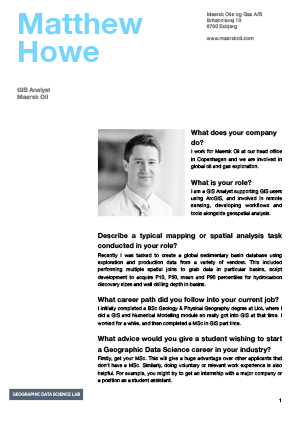 Matthew
Howe
Maersk Olie og Gas A/S
Britanniavej 10
6700 Esbjerg
www.maerskoil.com
GIS Analyst
Maersk Oil
What does your company
do?
I work for Maersk Oil at our head office
in Copenhagen and we are involved in
global oil and gas exploration.
What is your role?
I am a GIS Analyst supporting GIS users
using ArcGIS, and involved in remote
sensing, developing workflows and
tools alongside geospatial analysis.
Describe a typical mapping or spatial analysis task
conducted in your role?
Recently I was tasked to create a global sedimentary basin database using
exploration and production data from a variety of vendors. This included
performing multiple spatial joins to grab data in particular basins, script
development to acquire P10, P50, mean and P90 percentiles for hydrocarbon
discovery sizes and well drilling depth in basins.
What career path did you follow into your current job?
I initially completed a BSc Geology & Physical Geography degree at UoL where I
did a GIS and Numerical Modelling module so really got into GIS at that time. I
worked for a while, and then completed a MSc in GIS part time.
What advice would you give a student wishing to start
a Geographic Data Science career in your industry?
Firstly, get your MSc. This will give a huge advantage over other applicants that
don't have a MSc. Similarly, doing voluntary or relevant work experience is also
helpful. For example, you might try to get an internship with a major company or
a position as a student assistant.
GEOGRAPHIC DATA SCIENCE LAB
1